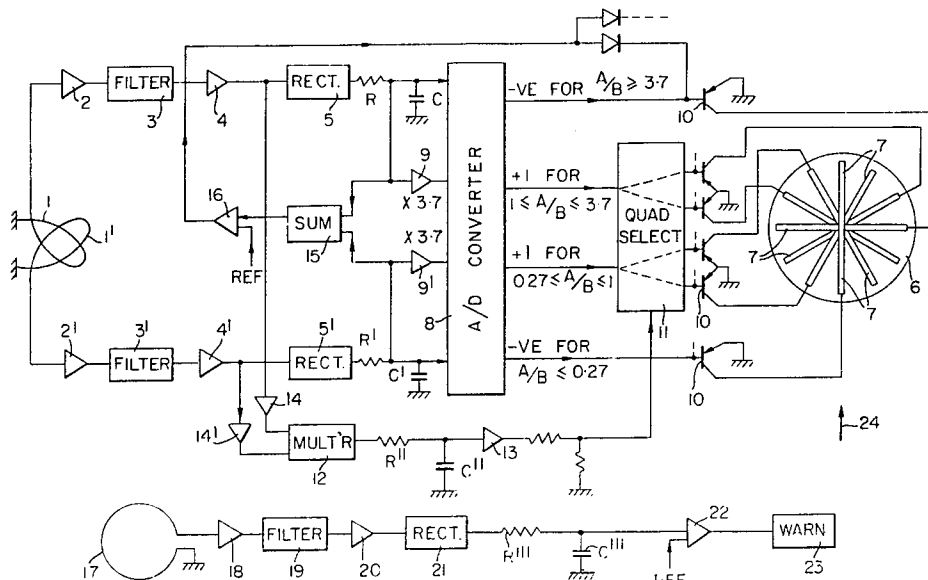 2
FILTER
3
4
RECT.
5
R
C
-VE FOR A/B ≥ 3.7
10
1
1'
16
REF
SUM
15
9
X 3.7
X 3.7
9'
A/D CONVERTER
8
+1 FOR
1 ≤ A/B ≤ 3.7
+1 FOR
0.27 ≤ A/B ≤ 1
QUAD SELECT
11
10
7
7
7
7
6
2'
FILTER
3'
4'
RECT.
5'
R'
C'
-VE FOR
A/B ≤ 0.27
10
14
14'
MULT'R
12
R''
C''
13
24
17
18
FILTER
19
20
RECT.
21
R'''
C'''
22
WARN
23